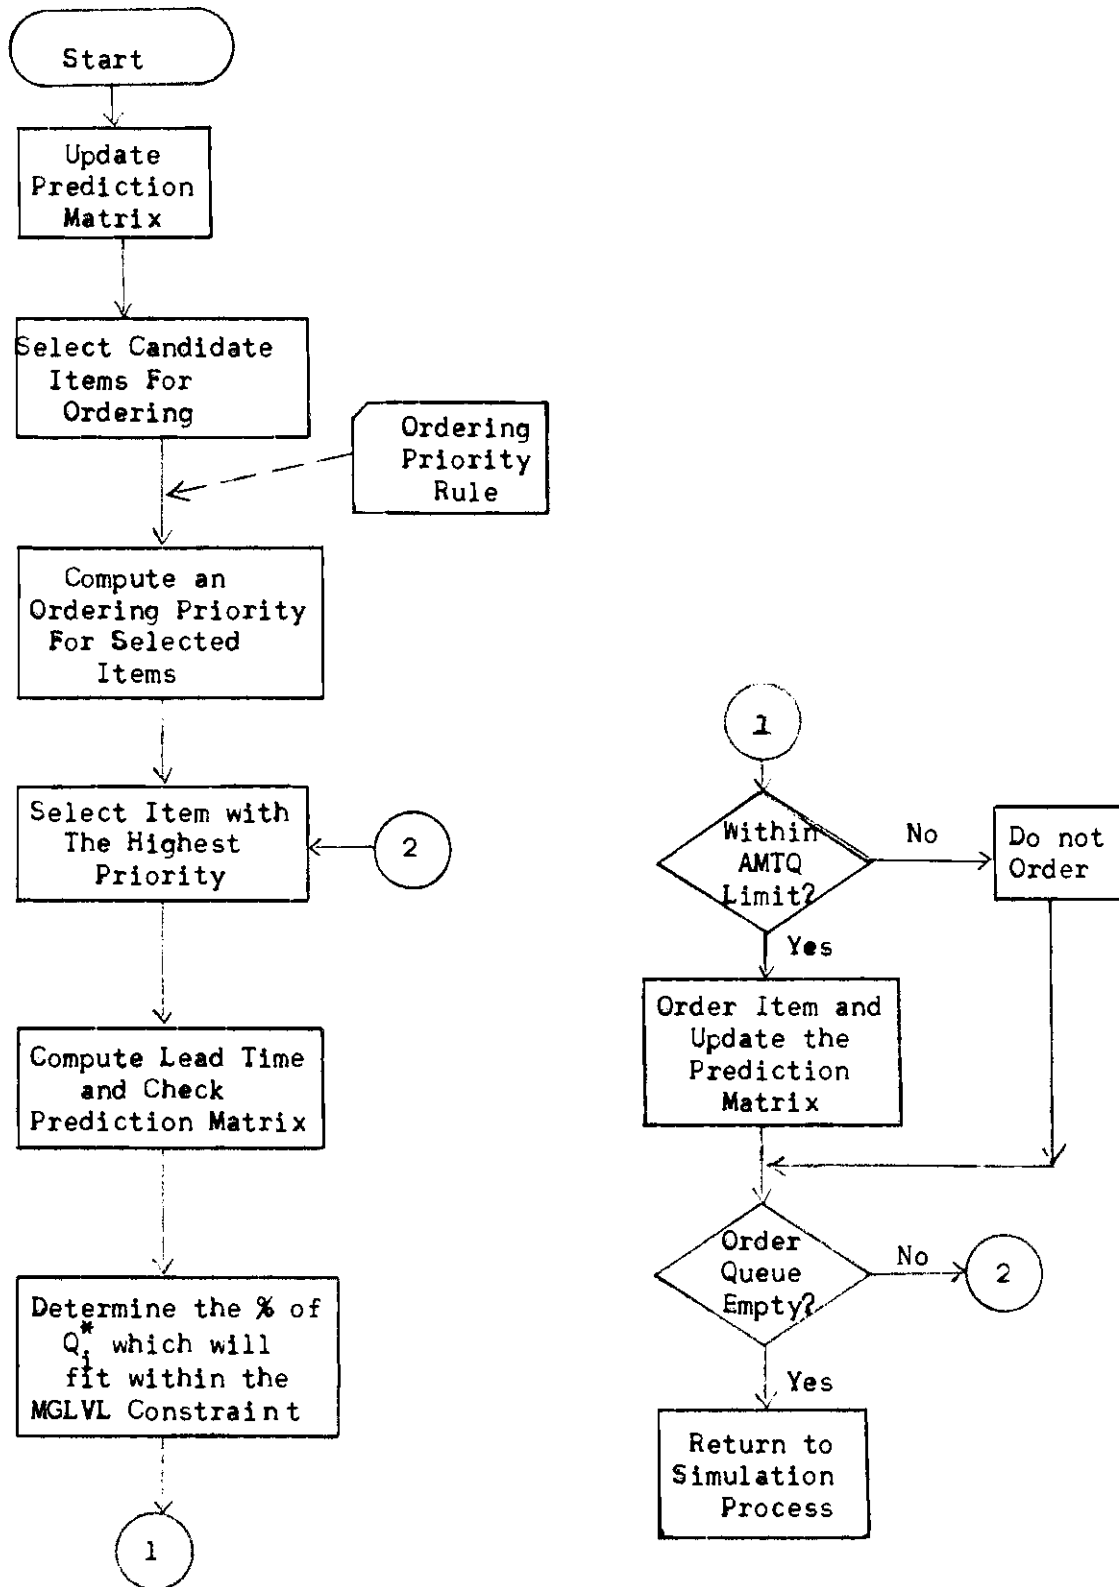 Start
Update
Prediction
Matrix
Select Candidate
Items For
Ordering
Ordering
Priority
Rule
Compute an
Ordering Priority
For Selected
Items
Select Item with
The Highest
Priority
2
Compute Lead Time
and Check
Prediction Matrix
Determine the % of
Q*j which will
fit within the
MGLVL Constraint
1
1
Within
AMTQ
Limit?
No
Do not
Order
Yes
Order Item and
Update the
Prediction
Matrix
Order
Queue
Empty?
No
2
Yes
Return to
Simulation
Process